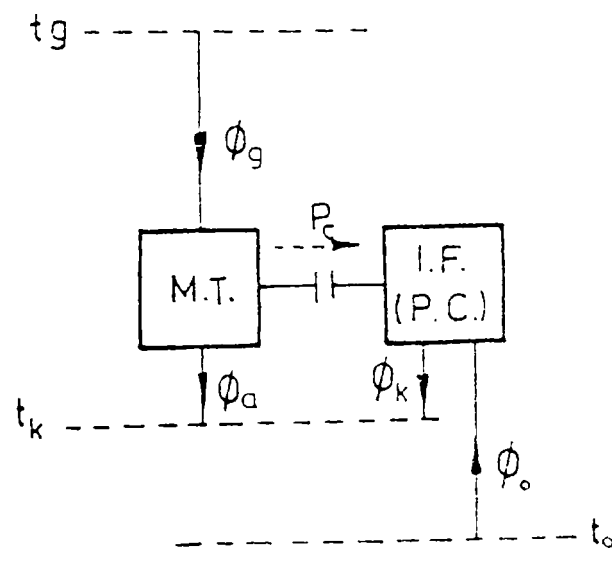 tg
ϕg
Pc
M.T.
I.F.
(P.C.)
ϕa
ϕk
tk
ϕo
to